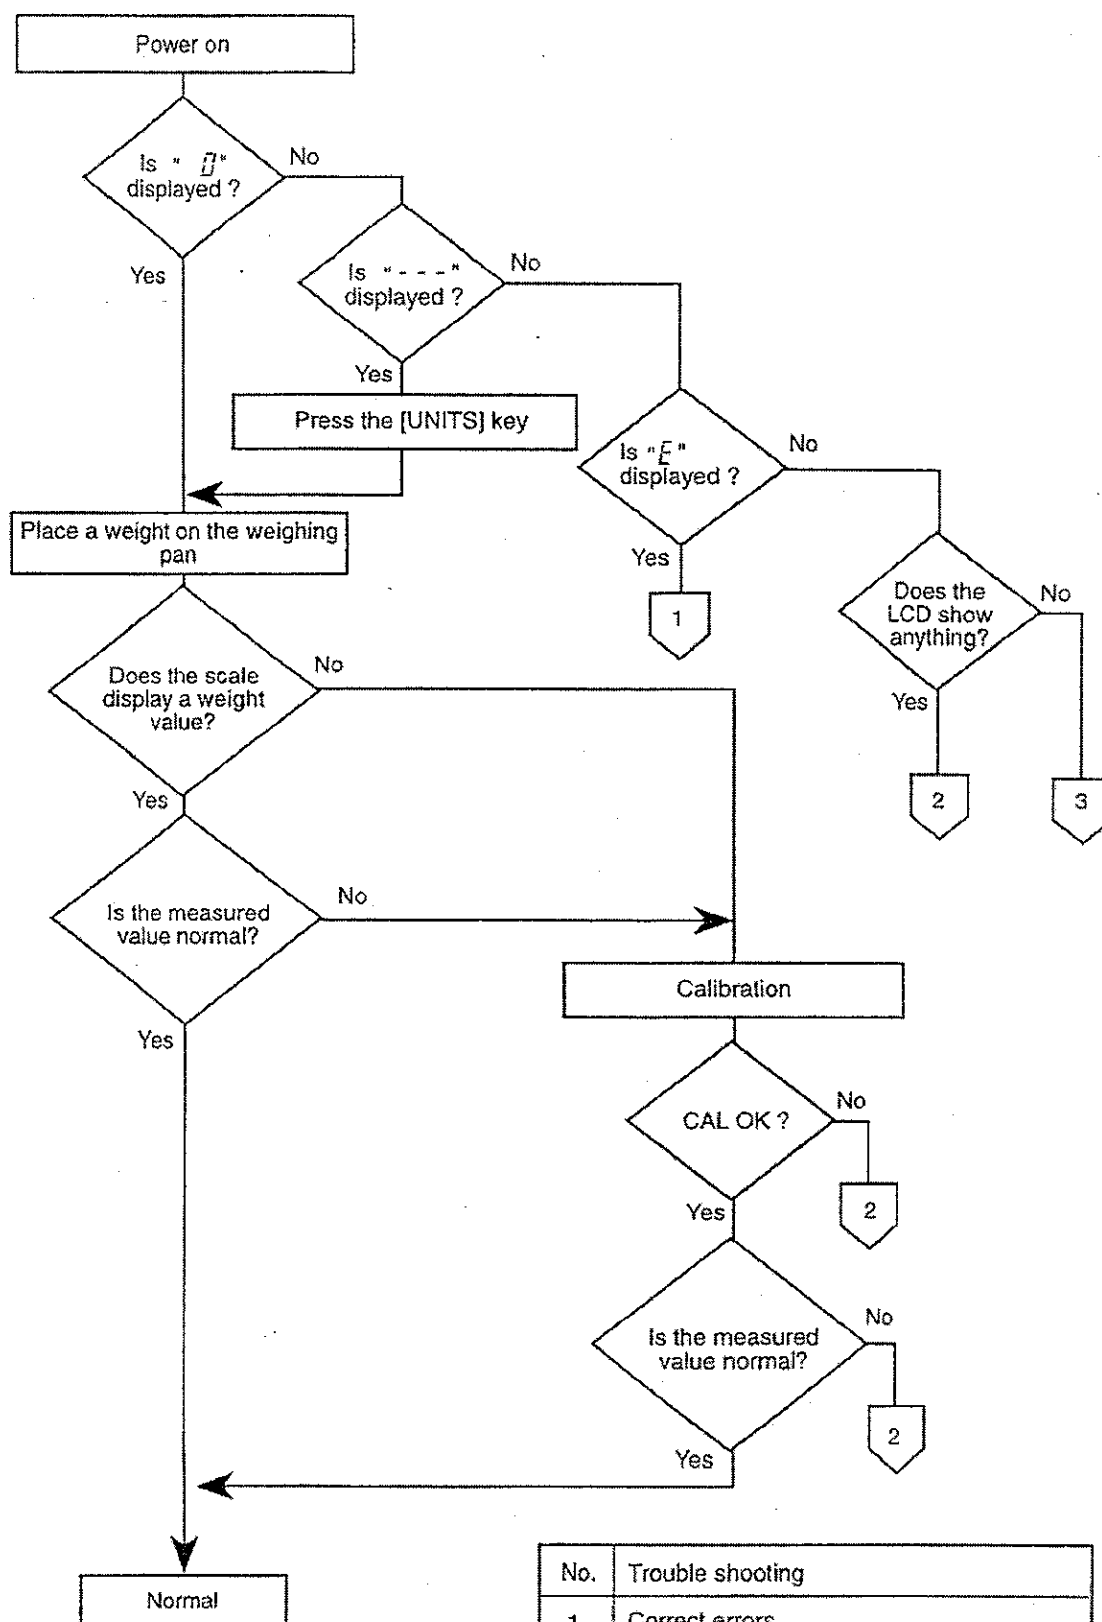 Power on
Is " 0"
displayed ?
No
Yes
Is "- - -"
displayed ?
No
Yes
Press the [UNITS] key
Is "E"
displayed ?
No
Yes
1
Does the
LCD show
anything?
No
Yes
2
3
Place a weight on the weighing
pan
Does the scale
display a weight
value?
No
Yes
Is the measured
value normal?
No
Yes
Calibration
CAL OK ?
No
Yes
2
Is the measured
value normal?
No
Yes
2
Normal
No. Trouble shooting
1 Correct errors